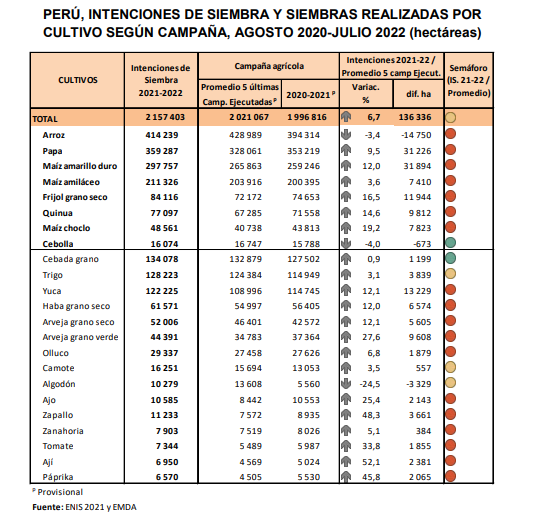 PERÚ, INTENCIONES DE SIEMBRA Y SIEMBRAS REALIZADAS POR
CULTIVO SEGÚN CAMPAÑA, AGOSTO 2020-JULIO 2022 (hectáreas)
CULTIVOS Intenciones de Siembra 2021-2022 Campaña agrícola Promedio 5 últimas Camp. Ejecutadas P 2020-2021 P Intenciones 2021-22 / Promedio 5 camp Ejecut. Variac. % dif. ha Semáforo (IS. 21-22 / Promedio)
TOTAL 2 157 403 2 021 067 1 996 816 6,7 136 336
Arroz 414 239 428 989 394 314 -3,4 -14 750
Papa 359 287 328 061 353 219 9,5 31 226
Maíz amarillo duro 297 757 265 863 259 246 12,0 31 894
Maíz amiláceo 211 326 203 916 200 395 3,6 7 410
Frijol grano seco 84 116 72 172 74 653 16,5 11 944
Quinua 77 097 67 285 71 558 14,6 9 812
Maíz choclo 48 561 40 738 43 813 19,2 7 823
Cebolla 16 074 16 747 15 788 -4,0 -673
Cebada grano 134 078 132 879 127 502 0,9 1 199
Trigo 128 223 124 384 114 949 3,1 3 839
Yuca 122 225 108 996 114 745 12,1 13 229
Haba grano seco 61 571 54 997 56 405 12,0 6 574
Arveja grano seco 52 006 46 401 42 572 12,1 5 605
Arveja grano verde 44 391 34 783 37 364 27,6 9 608
Olluco 29 337 27 458 27 626 6,8 1 879
Camote 16 251 15 694 13 053 3,5 557
Algodón 10 279 13 608 5 560 -24,5 -3 329
Ajo 10 585 8 442 10 553 25,4 2 143
Zapallo 11 233 7 572 8 935 48,3 3 661
Zanahoria 7 903 7 519 8 026 5,1 384
Tomate 7 344 5 489 5 987 33,8 1 855
Ají 6 950 4 569 5 024 52,1 2 381
Páprika 6 570 4 505 5 530 45,8 2 065
P Provisional
Fuente: ENIS 2021 y EMDA